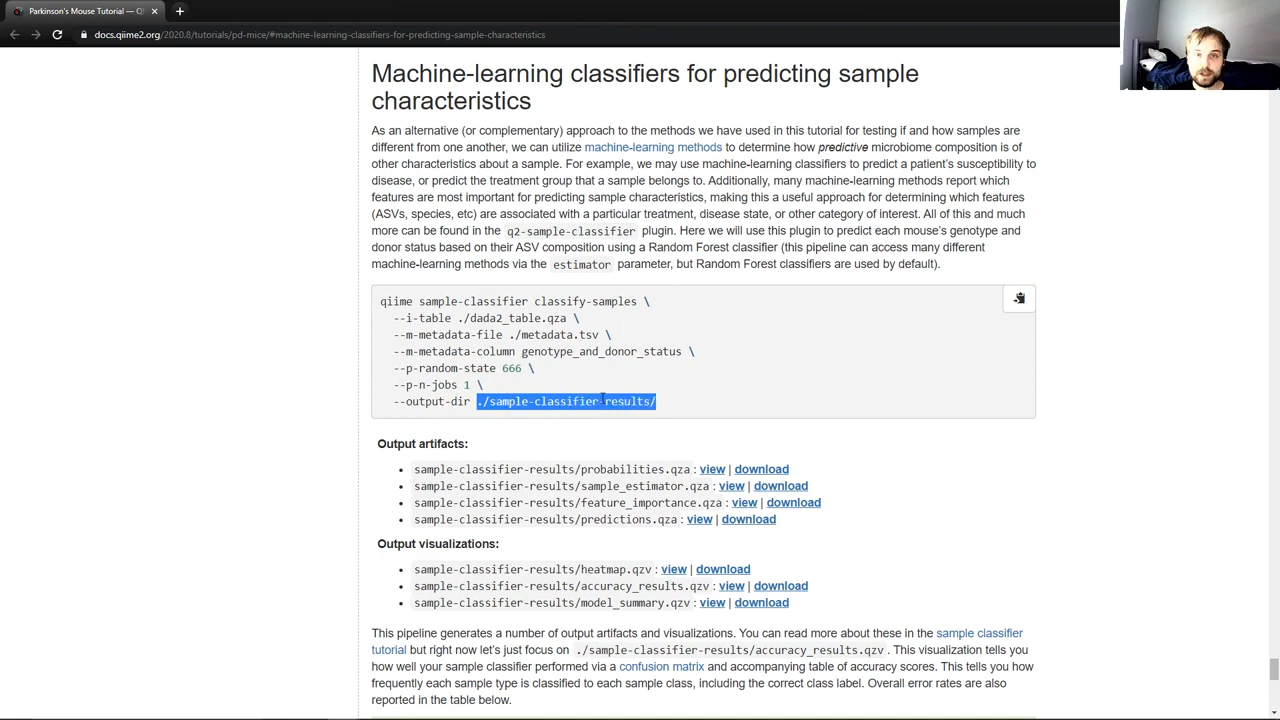 Parkinson's Mouse Tutorial — Q
docs.qiime2.org/2020.8/tutorials/pd-mice/#machine-learning-classifiers-for-predicting-sample-characteristics
Machine-learning classifiers for predicting sample
characteristics
As an alternative (or complementary) approach to the methods we have used in this tutorial for testing if and how samples are
different from one another, we can utilize machine-learning methods to determine how predictive microbiome composition is of
other characteristics about a sample. For example, we may use machine-learning classifiers to predict a patient's susceptibility to
disease, or predict the treatment group that a sample belongs to. Additionally, many machine-learning methods report which
features are most important for predicting sample characteristics, making this a useful approach for determining which features
(ASVs, species, etc) are associated with a particular treatment, disease state, or other category of interest. All of this and much
more can be found in the q2-sample-classifier plugin. Here we will use this plugin to predict each mouse's genotype and
donor status based on their ASV composition using a Random Forest classifier (this pipeline can access many different
machine-learning methods via the estimator parameter, but Random Forest classifiers are used by default).
qiime sample-classifier classify-samples \
--i-table ./dada2_table.qza \
--m-metadata-file ./metadata.tsv \
--m-metadata-column genotype_and_donor_status \
--p-random-state 666 \
--p-n-jobs 1 \
--output-dir ./sample-classifier-results/
Output artifacts:
• sample-classifier-results/probabilities.qza : view | download
• sample-classifier-results/sample_estimator.qza : view | download
• sample-classifier-results/feature_importance.qza : view | download
• sample-classifier-results/predictions.qza : view | download
Output visualizations:
• sample-classifier-results/heatmap.qzv : view | download
• sample-classifier-results/accuracy_results.qzv : view | download
• sample-classifier-results/model_summary.qzv : view | download
This pipeline generates a number of output artifacts and visualizations. You can read more about these in the sample classifier
tutorial but right now let's just focus on ./sample-classifier-results/accuracy_results.qzv . This visualization tells you
how well your sample classifier performed via a confusion matrix and accompanying table of accuracy scores. This tells you how
frequently each sample type is classified to each sample class, including the correct class label. Overall error rates are also
reported in the table below.